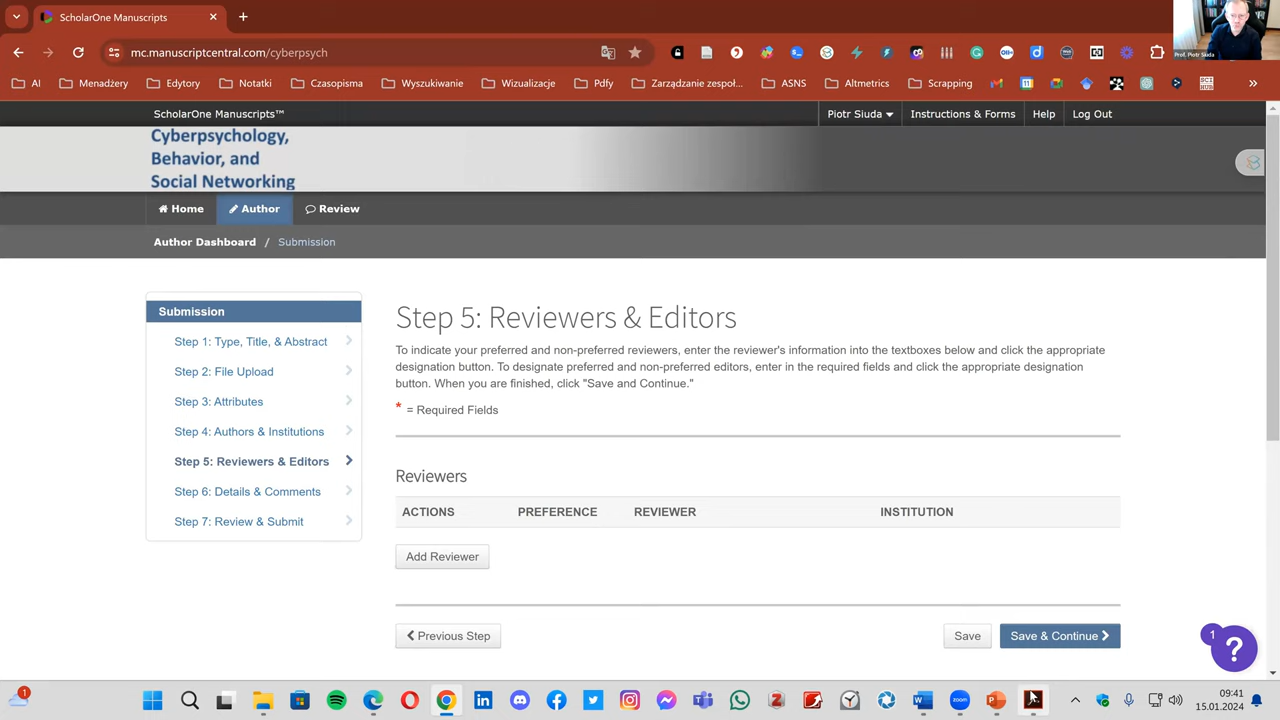 ScholarOne Manuscripts
mc.manuscriptcentral.com/cyberpsych
Prof. Piotr Siuda
AI
Menadżery
Edytory
Notatki
Czasopisma
Wyszukiwanie
Wizualizacje
Pdfy
Zarządzanie zespoł...
ASNS
Altmetrics
Scrapping
ScholarOne Manuscripts™
Piotr Siuda
Instructions & Forms
Help
Log Out
Cyberpsychology,
Behavior, and
Social Networking
Home
Author
Review
Author Dashboard / Submission
Submission
Step 1: Type, Title, & Abstract
Step 2: File Upload
Step 3: Attributes
Step 4: Authors & Institutions
Step 5: Reviewers & Editors
Step 6: Details & Comments
Step 7: Review & Submit
Step 5: Reviewers & Editors
To indicate your preferred and non-preferred reviewers, enter the reviewer's information into the textboxes below and click the appropriate
designation button. To designate preferred and non-preferred editors, enter in the required fields and click the appropriate designation
button. When you are finished, click "Save and Continue."
* = Required Fields
Reviewers
ACTIONS PREFERENCE REVIEWER INSTITUTION
Add Reviewer
Previous Step
Save
Save & Continue
1
?
1
09:41
15.01.2024